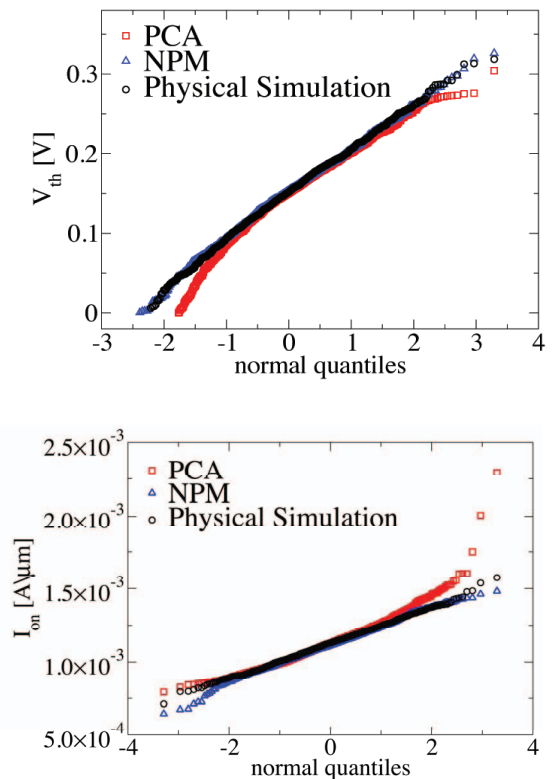 PCA
NPM
Physical Simulation
0.3
0.2
0.1
0
V_th [V]
-3 -2 -1 0 1 2 3 4
normal quantiles
2.5×10^-3
PCA
NPM
Physical Simulation
2.0×10^-3
1.5×10^-3
1.0×10^-3
5.0×10^-4
I_on [A\μm]
-4 -2 0 2 4
normal quantiles